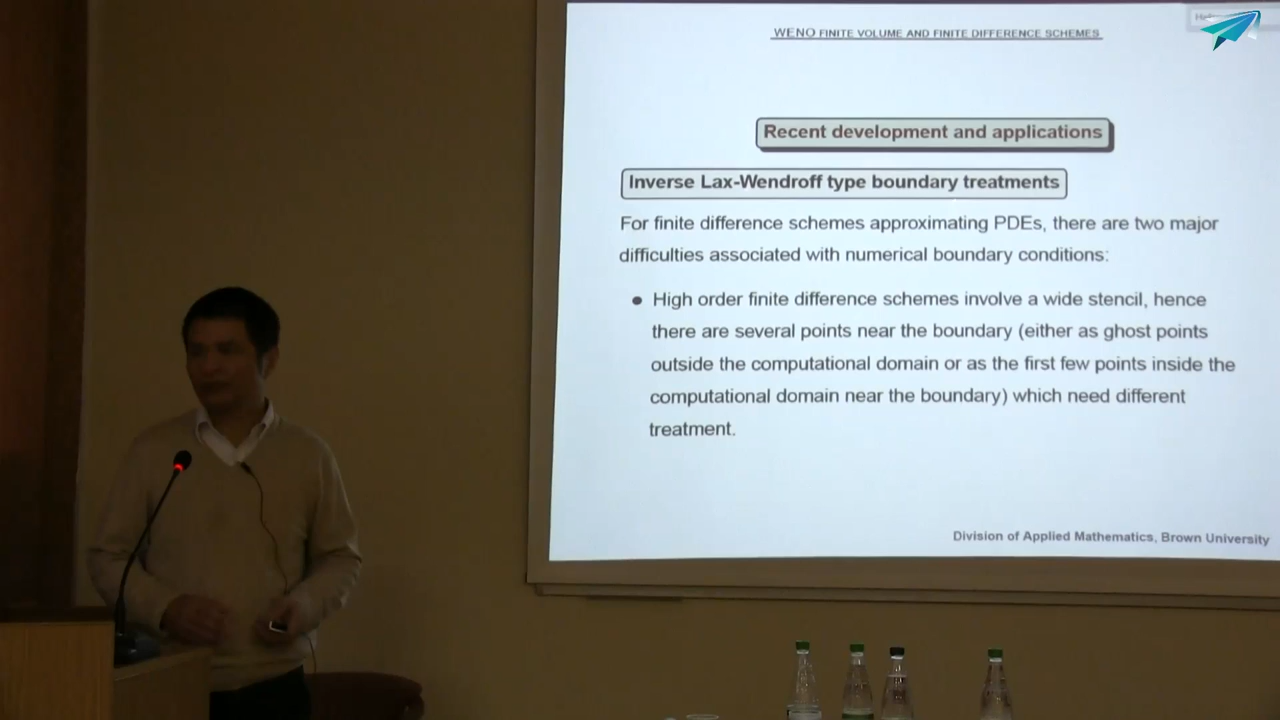 WENO FINITE VOLUME AND FINITE DIFFERENCE SCHEMES
Recent development and applications
Inverse Lax-Wendroff type boundary treatments
For finite difference schemes approximating PDEs, there are two major
difficulties associated with numerical boundary conditions:
● High order finite difference schemes involve a wide stencil, hence
there are several points near the boundary (either as ghost points
outside the computational domain or as the first few points inside the
computational domain near the boundary) which need different
treatment.
Division of Applied Mathematics, Brown University